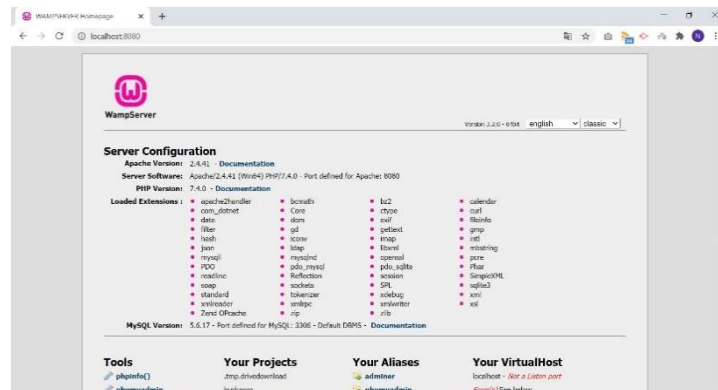 WAMPSERVER Homepage
localhost:8080
N
WampServer
Version 3.2.0 - 64bit english classic
Server Configuration
Apache Version: 2.4.41 - Documentation
Server Software: Apache/2.4.41 (Win64) PHP/7.4.0 - Port defined for Apache: 8080
PHP Version: 7.4.0 - Documentation
Loaded Extensions : apache2handler bcmath bz2 calendar
com_dotnet Core ctype curl
date dom exif fileinfo
filter gd gettext gmp
hash iconv imap intl
json ldap libxml mbstring
mysqli mysqlnd openssl pcre
PDO pdo_mysql pdo_sqlite Phar
readline Reflection session SimpleXML
soap sockets SPL sqlite3
standard tokenizer xdebug xml
xmlreader xmlrpc xmlwriter xsl
Zend OPcache zip zlib
MySQL Version: 5.6.17 - Port defined for MySQL: 3306 - Default DBMS - Documentation
Tools Your Projects Your Aliases Your VirtualHost
phpinfo() .tmp.drivedownload adminer localhost - Not a Listen port
phpmyadmin phpmyadmin